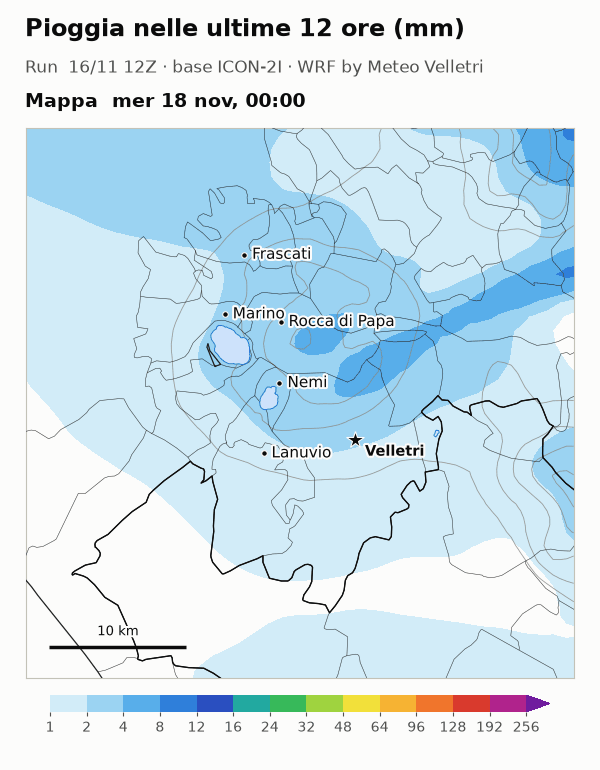 Pioggia nelle ultime 12 ore (mm)
Run  16/11 12Z · base ICON-2I · WRF by Meteo Velletri
Mappa  mer 18 nov, 00:00
Frascati
Marino
Rocca di Papa
Nemi
Velletri
Lanuvio
10 km
1 2 4 8 12 16 24 32 48 64 96 128 192 256